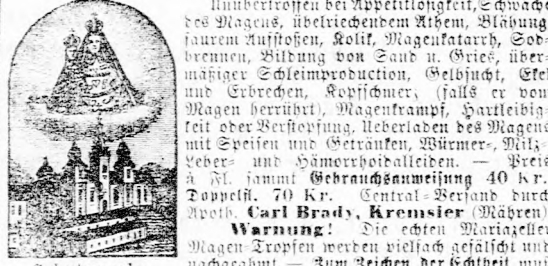 Unübertroffen bei Appetitlosigkeit, Schwäche
des Magens, übelriechendem Athem, Blähung
saurem Aufstoßen, Kolik, Magenkatarrh, Sod-
brennen, Bildung von Sand u. Gries, über-
mäßiger Schleimproduction, Gelbsucht, Ekel
und Erbrechen, Kopfschmerz (falls er vom
Magen herrührt), Magenkrampf, Hartleibig-
keit oder Verstopfung, Ueberladen des Magens
mit Speisen und Getränken, Würmer-, Milz-
Leber- und Hämorrhoidalleiden. — Preis
à Fl. sammt Gebrauchsanweisung 40 Kr.
Doppelfl. 70 Kr. Central-Versand durch
Apoth. Carl Brady, Kremsier (Mähren)
Warnung! Die echten Mariazeller
Magen-Tropfen werden vielfach gefälscht und
nachgeahmt. — Zum Zeichen der Echtheit muß